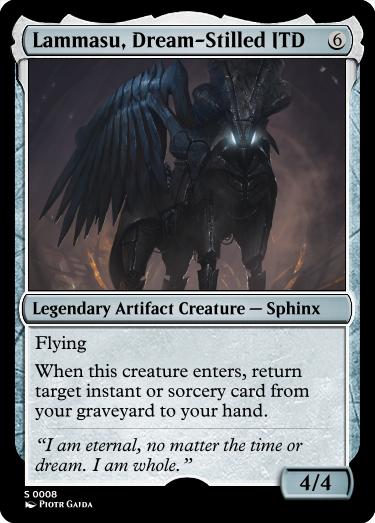 Lammasu, Dream-Stilled ITD 6
Legendary Artifact Creature — Sphinx
Flying
When this creature enters, return
target instant or sorcery card from
your graveyard to your hand.
“I am eternal, no matter the time or
dream. I am whole.”
4/4
S 0008
Piotr Gajda